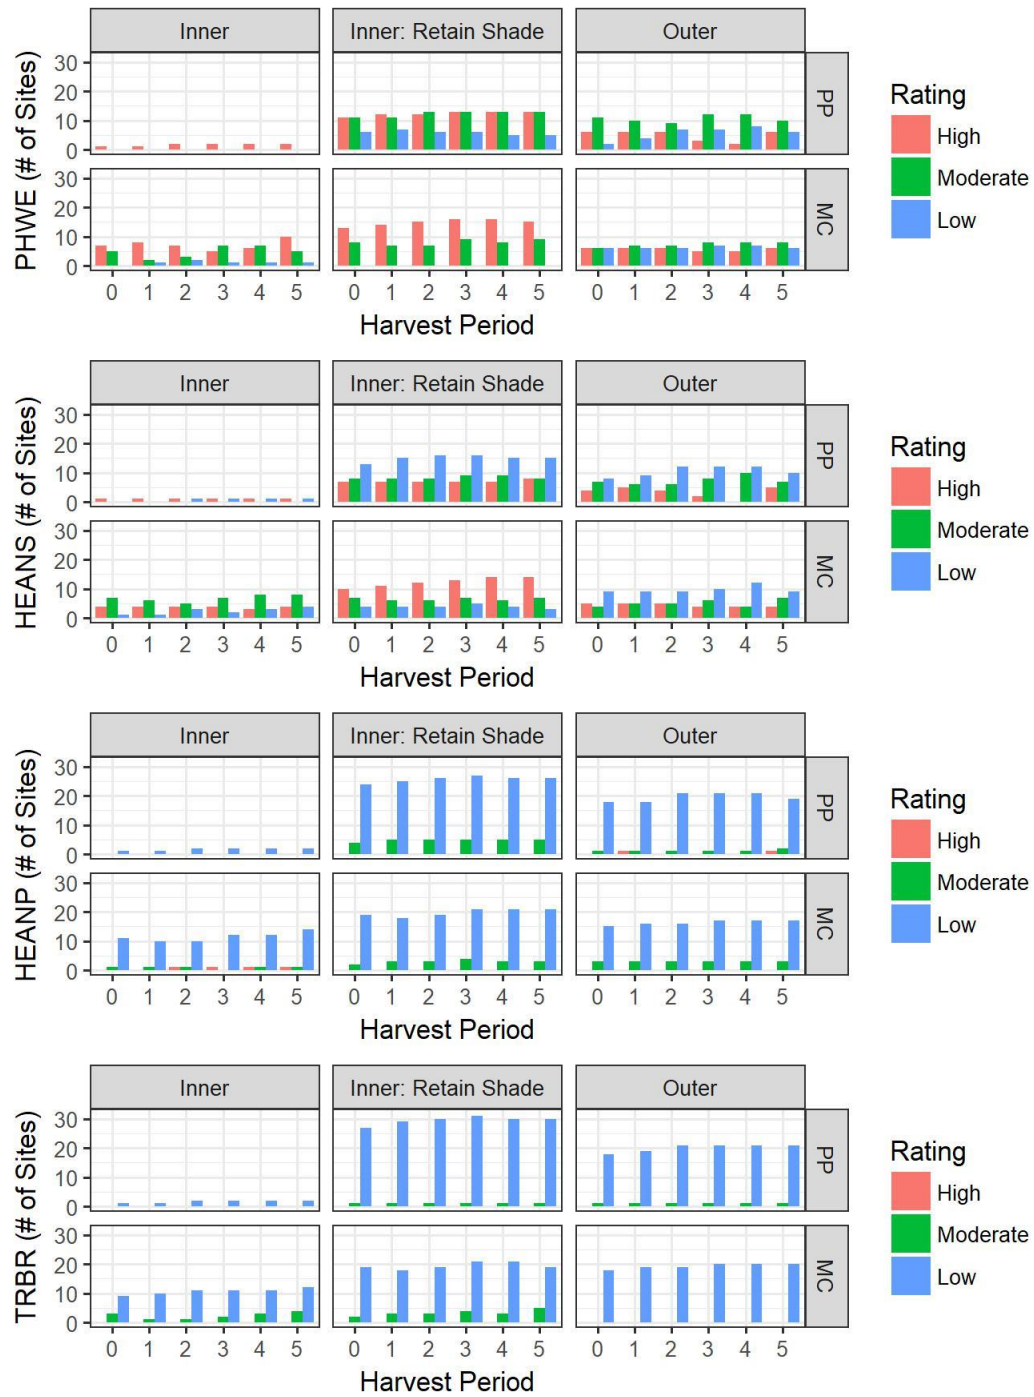 Inner Inner: Retain Shade Outer
PHWE (# of Sites)
30
20
10
0
PP
30
20
10
0
MC
0 1 2 3 4 5 0 1 2 3 4 5 0 1 2 3 4 5
Harvest Period
Rating
High
Moderate
Low
Inner Inner: Retain Shade Outer
HEANS (# of Sites)
30
20
10
0
PP
30
20
10
0
MC
0 1 2 3 4 5 0 1 2 3 4 5 0 1 2 3 4 5
Harvest Period
Rating
High
Moderate
Low
Inner Inner: Retain Shade Outer
HEANP (# of Sites)
30
20
10
0
PP
30
20
10
0
MC
0 1 2 3 4 5 0 1 2 3 4 5 0 1 2 3 4 5
Harvest Period
Rating
High
Moderate
Low
Inner Inner: Retain Shade Outer
TRBR (# of Sites)
30
20
10
0
PP
30
20
10
0
MC
0 1 2 3 4 5 0 1 2 3 4 5 0 1 2 3 4 5
Harvest Period
Rating
High
Moderate
Low